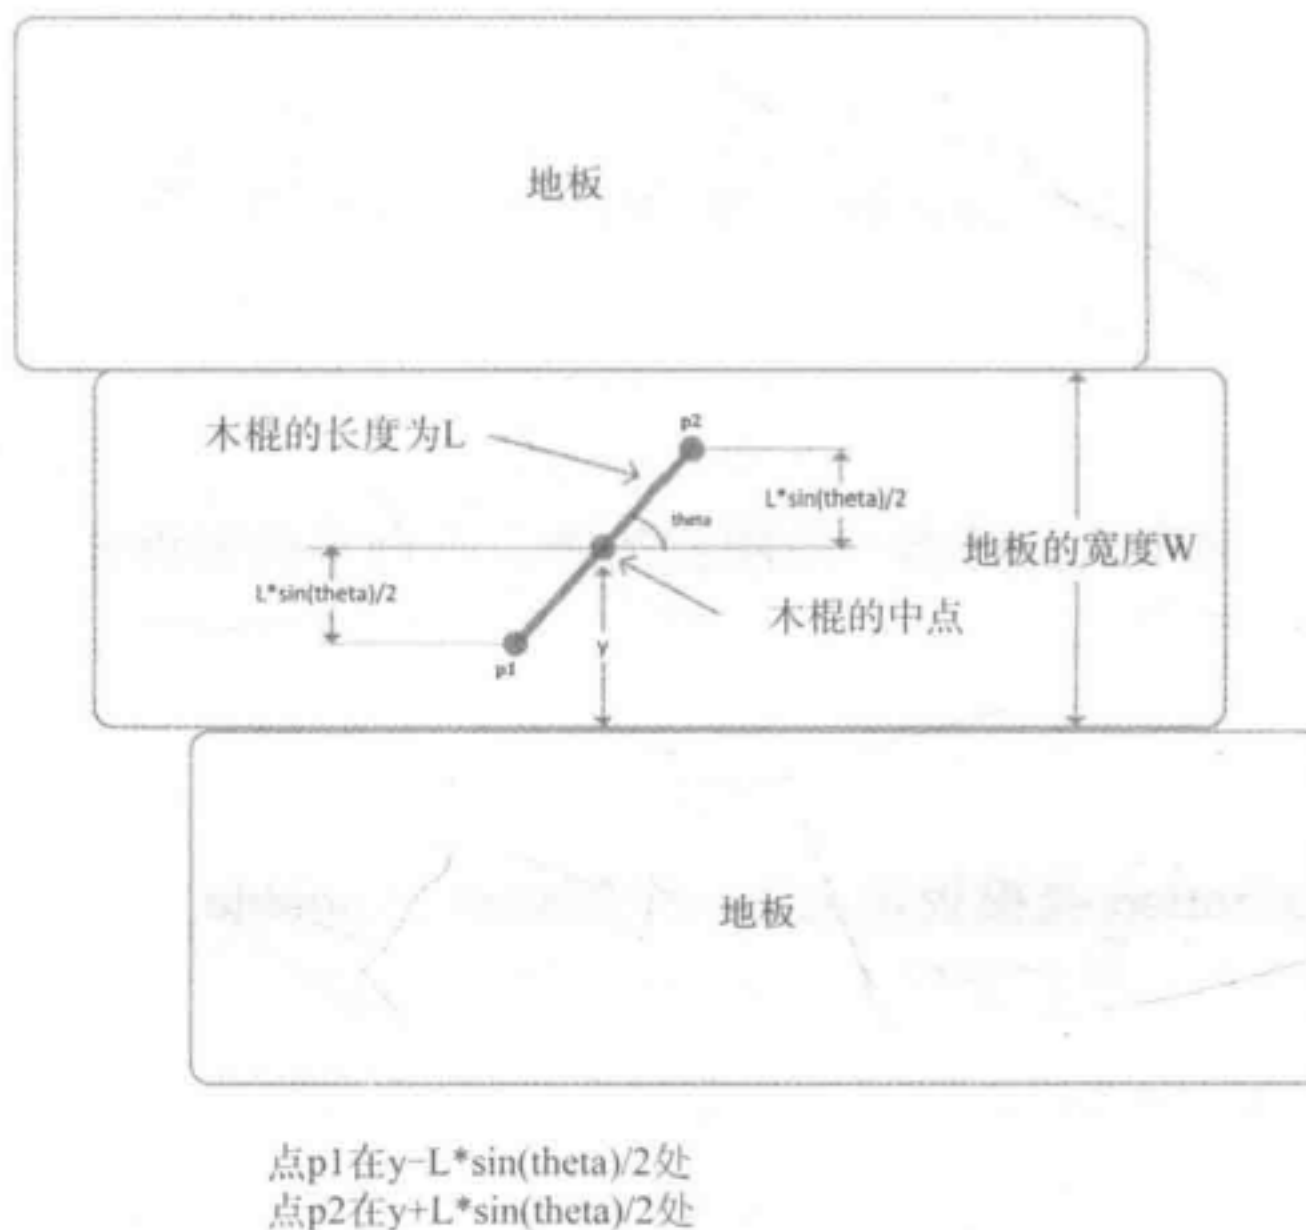 地板
p2
木棍的长度为L
L*sin(theta)/2
theta
地板的宽度W
L*sin(theta)/2
木棍的中点
y
p1
地板
点p1在y-L*sin(theta)/2处
点p2在y+L*sin(theta)/2处